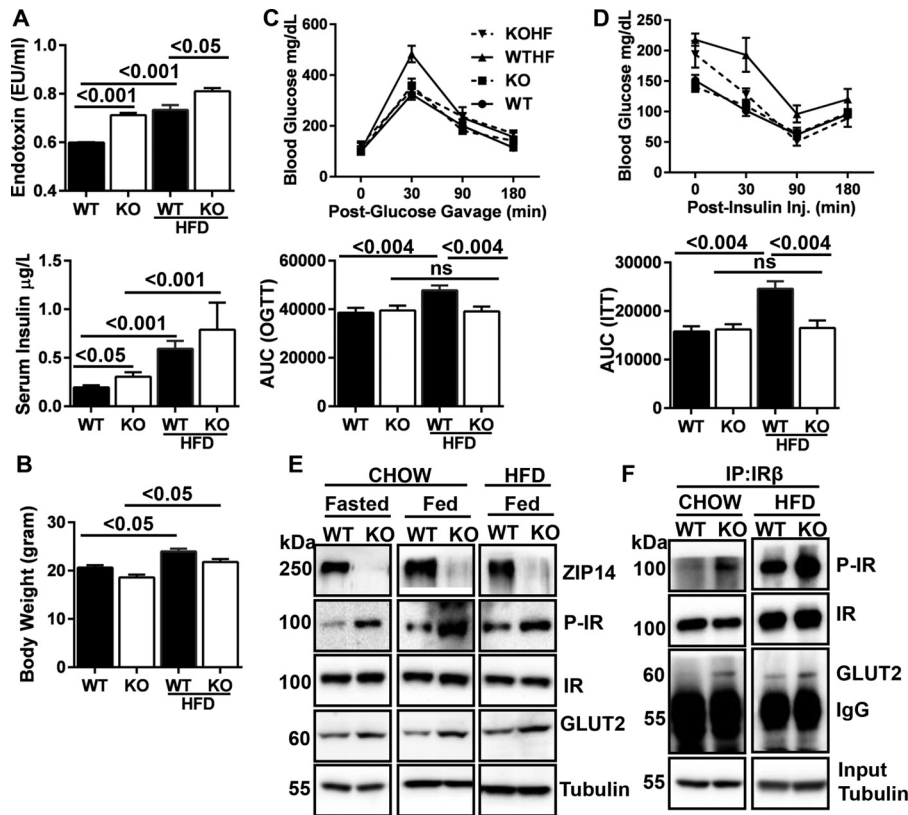 A
Endotoxin (EU/ml)
1.0
0.8
0.6
0.4
<0.05
<0.001
<0.001
WT KO WT KO
HFD
Serum Insulin µg/L
1.5
1.0
0.5
0.0
<0.001
<0.001
<0.05
WT KO WT KO
HFD
B
Body Weight (gram)
30
20
10
0
<0.05
<0.05
WT KO WT KO
HFD
C
Blood Glucose mg/dL
600
400
200
0
KOHF
WTHF
KO
WT
0 30 90 180
Post-Glucose Gavage (min)
AUC (OGTT)
60000
40000
20000
0
<0.004 <0.004
ns
WT KO WT KO
HFD
D
Blood Glucose mg/dL
250
200
150
100
50
0
0 30 90 180
Post-Insulin Inj. (min)
AUC (ITT)
30000
20000
10000
0
<0.004 <0.004
ns
WT KO WT KO
HFD
E
CHOW HFD
Fasted Fed Fed
WT KO WT KO WT KO
kDa
250 ZIP14
100 P-IR
100 IR
60 GLUT2
55 Tubulin
F
IP:IRβ
CHOW HFD
WT KO WT KO
kDa
100 P-IR
100 IR
60 GLUT2
55 IgG
55 Input
Tubulin